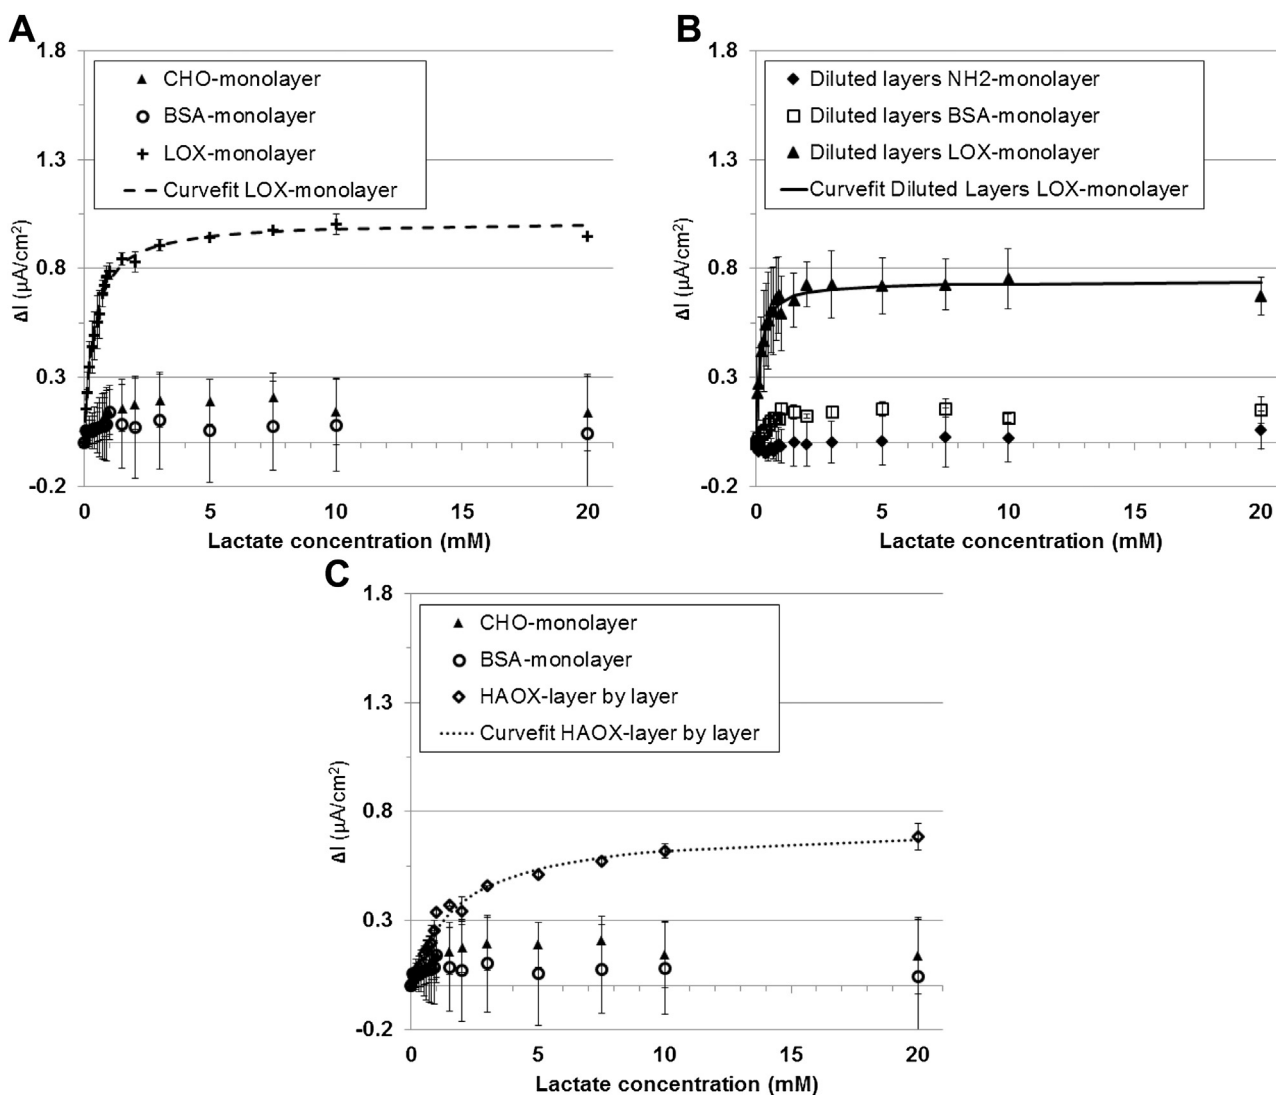 A
1.8
1.3
0.8
0.3
-0.2
ΔI (µA/cm²)
CHO-monolayer
BSA-monolayer
LOX-monolayer
Curvefit LOX-monolayer
0 5 10 15 20
Lactate concentration (mM)
B
1.8
1.3
0.8
0.3
-0.2
ΔI (µA/cm²)
Diluted layers NH2-monolayer
Diluted layers BSA-monolayer
Diluted layers LOX-monolayer
Curvefit Diluted Layers LOX-monolayer
0 5 10 15 20
Lactate concentration (mM)
C
1.8
1.3
0.8
0.3
-0.2
ΔI (µA/cm²)
CHO-monolayer
BSA-monolayer
HAOX-layer by layer
Curvefit HAOX-layer by layer
0 5 10 15 20
Lactate concentration (mM)